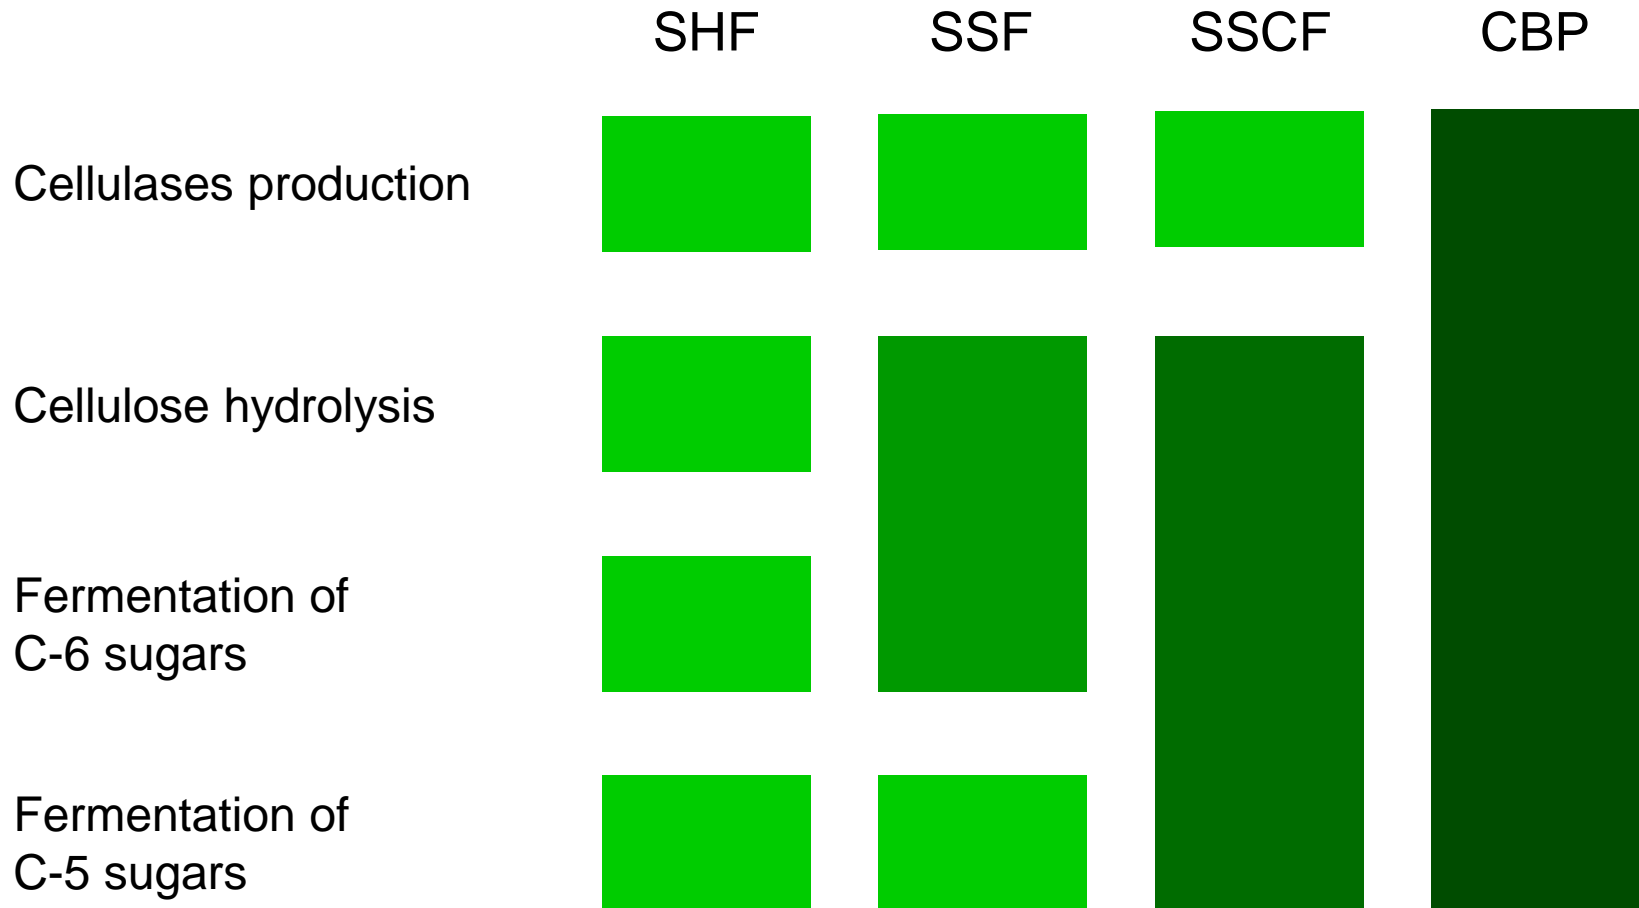 SHF SSF SSCF CBP
Cellulases production
Cellulose hydrolysis
Fermentation of
C-6 sugars
Fermentation of
C-5 sugars